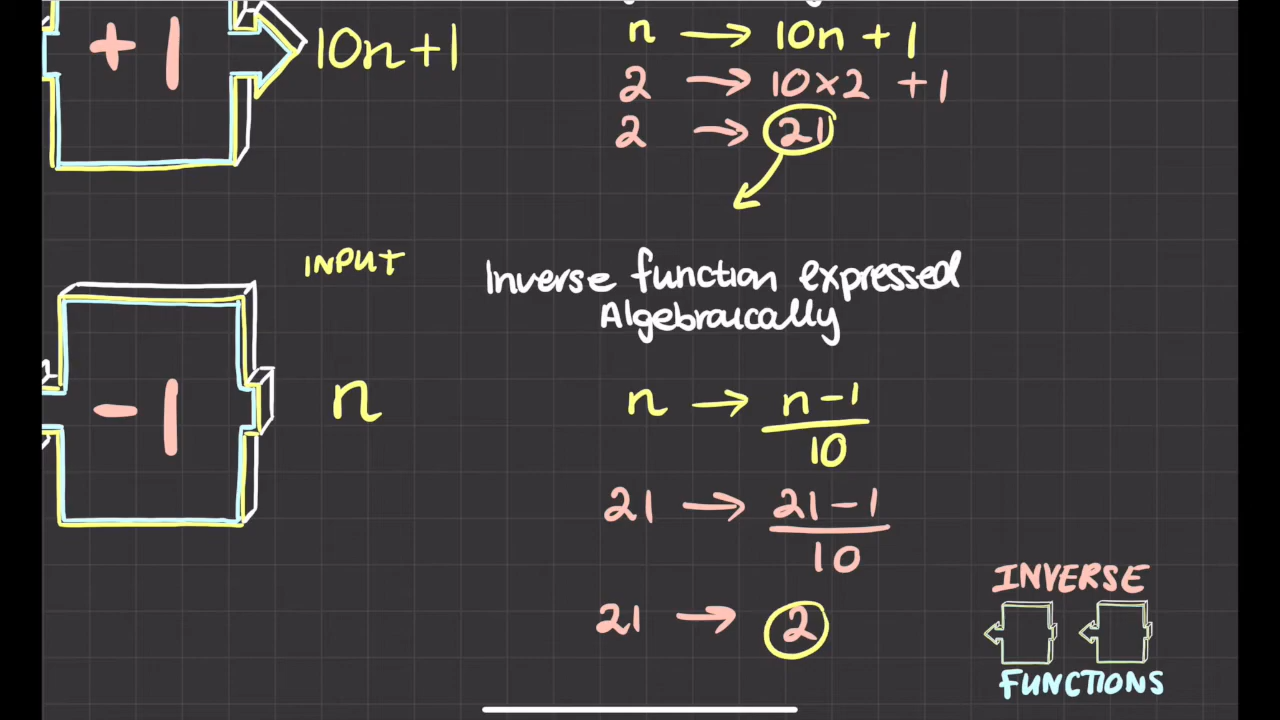 + 1
10n+1
n → 10n + 1
2 → 10×2 + 1
2 → 21
INPUT
Inverse function expressed
Algebraically
- 1
n
n → n-1
10
21 → 21-1
10
21 → 2
INVERSE
FUNCTIONS